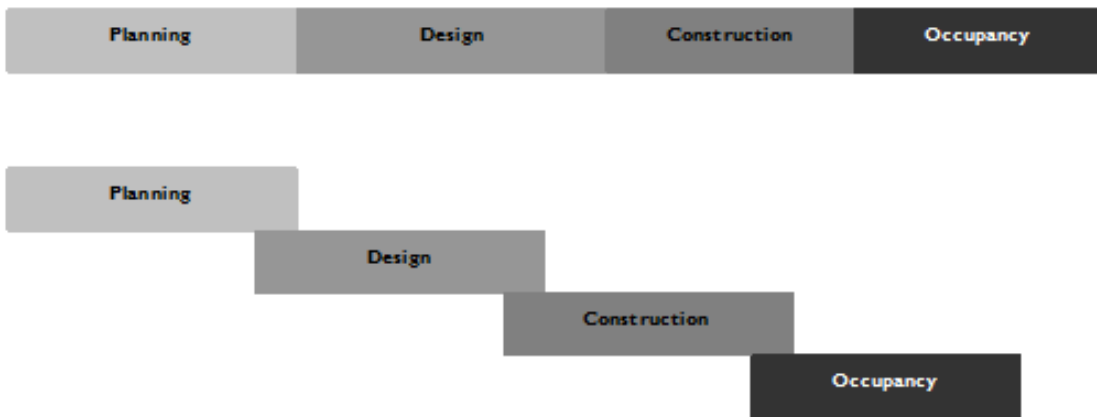 Planning Design Construction Occupancy
Planning
Design
Construction
Occupancy